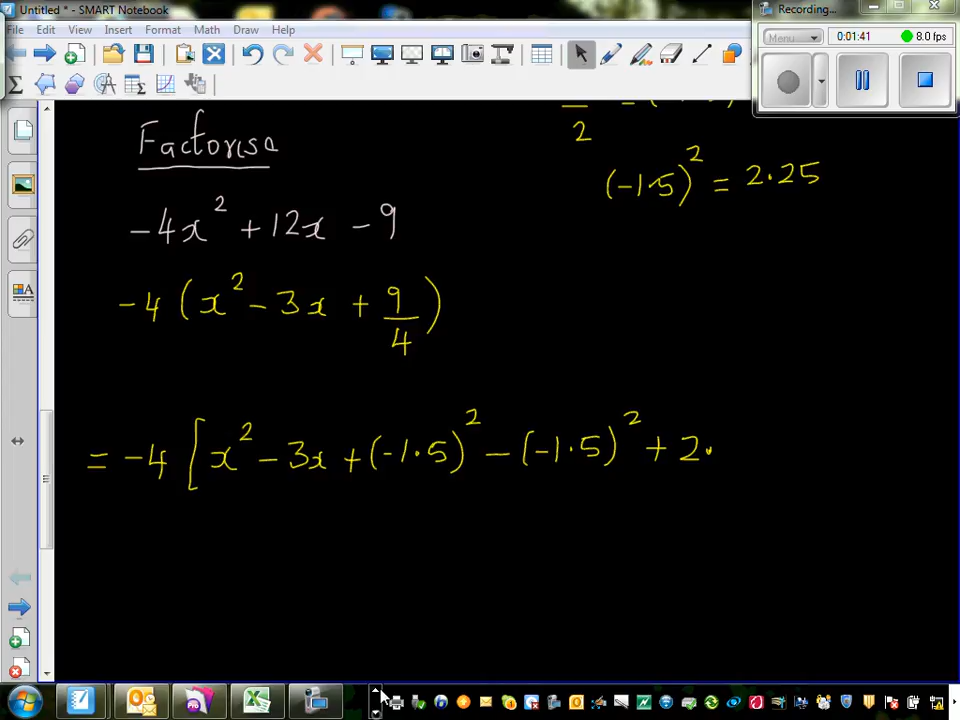 Untitled * - SMART Notebook
File Edit View Insert Format Math Draw Help
Recording...
Menu
0:01:41
8.0 fps
Factorise
2
(-1.5)² = 2.25
-4x² + 12x - 9
-4 (x² - 3x + 9/4)
= -4 [x² - 3x + (-1.5)² - (-1.5)² + 2.